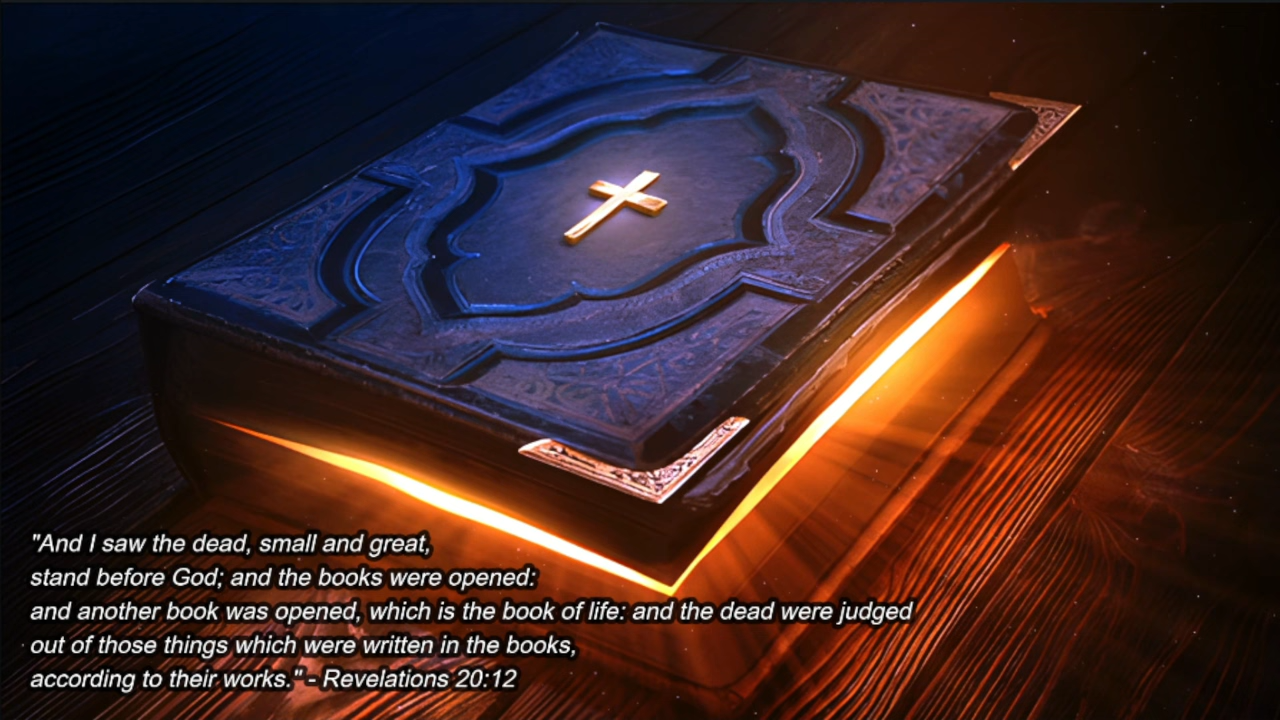 "And I saw the dead, small and great,
stand before God; and the books were opened:
and another book was opened, which is the book of life: and the dead were judged
out of those things which were written in the books,
according to their works." - Revelations 20:12